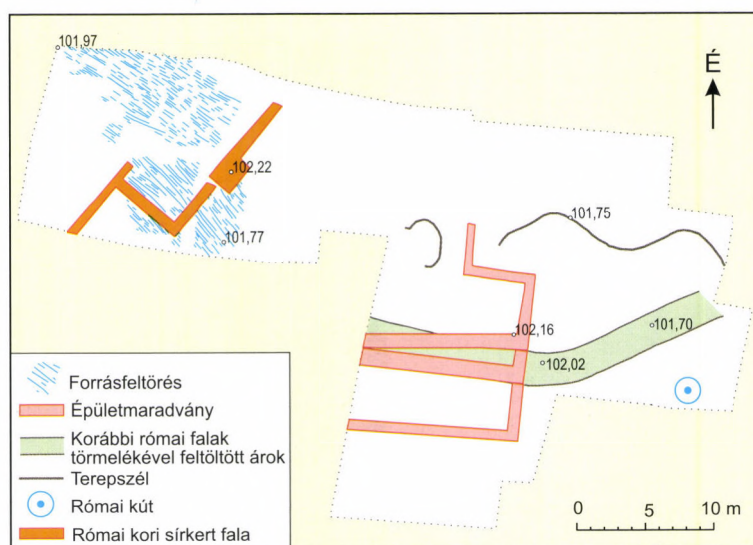 101,97
É
102,22
101,75
101,77
102,16
101,70
102,02
Forrásfeltörés
Épületmaradvány
Korábbi római falak
törmelékével feltöltött árok
Terepszél
Római kút
Római kori sírkert fala
0 5 10 m